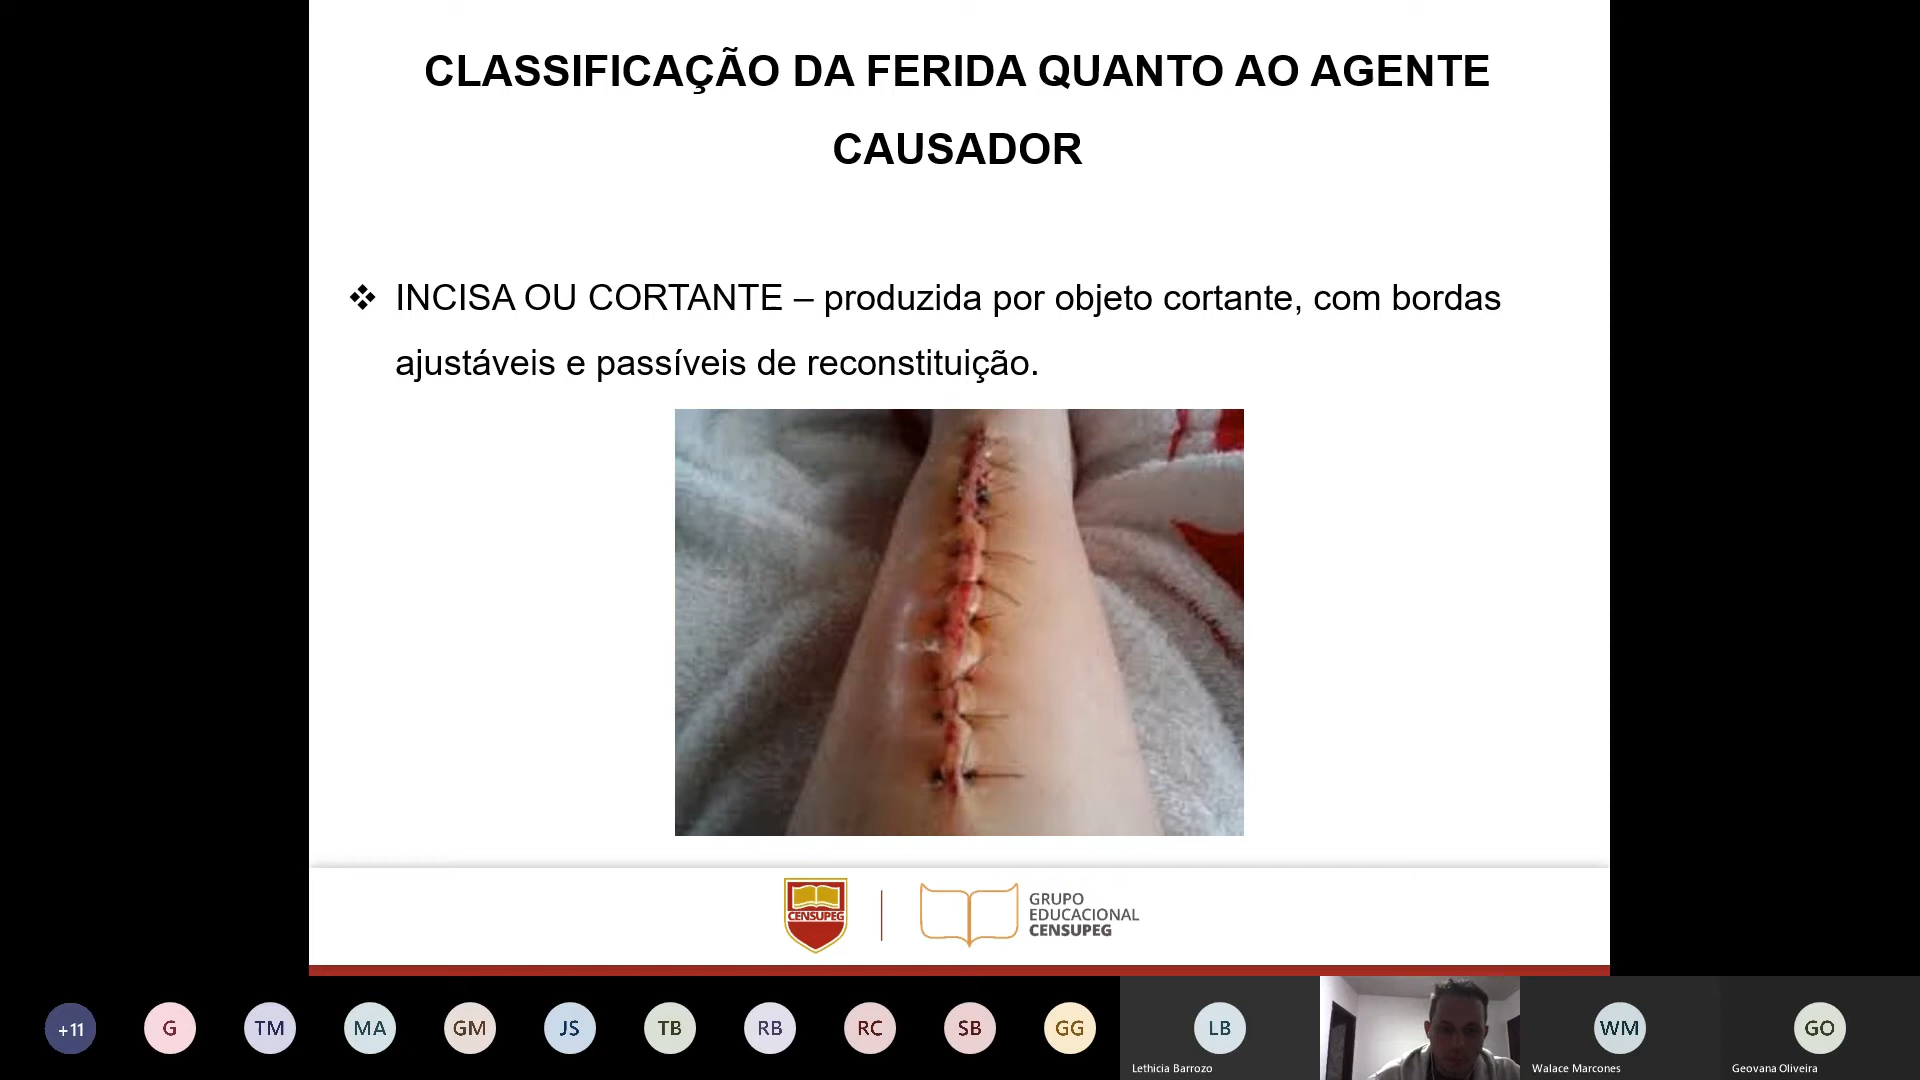 CLASSIFICAÇÃO DA FERIDA QUANTO AO AGENTE
CAUSADOR
❖ INCISA OU CORTANTE – produzida por objeto cortante, com bordas
ajustáveis e passíveis de reconstituição.
CENSUPEG
GRUPO
EDUCACIONAL
CENSUPEG
+11
G
TM
MA
GM
JS
TB
RB
RC
SB
GG
LB
WM
GO
Lethicia Barrozo
Walace Marcones
Geovana Oliveira